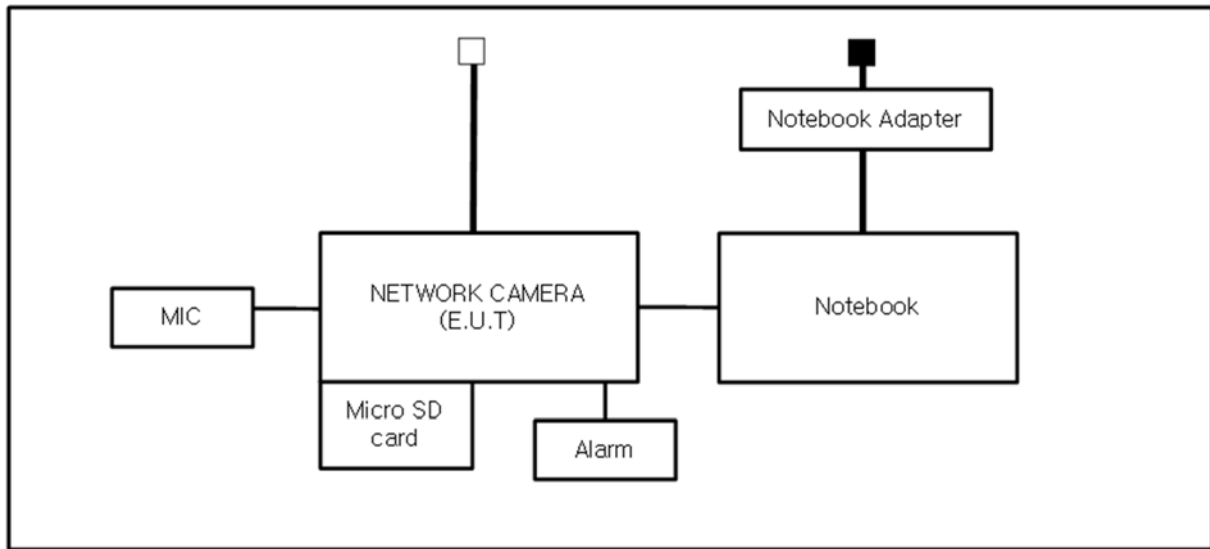 Notebook Adapter
NETWORK CAMERA
(E.U.T)
Notebook
MIC
Micro SD
card
Alarm